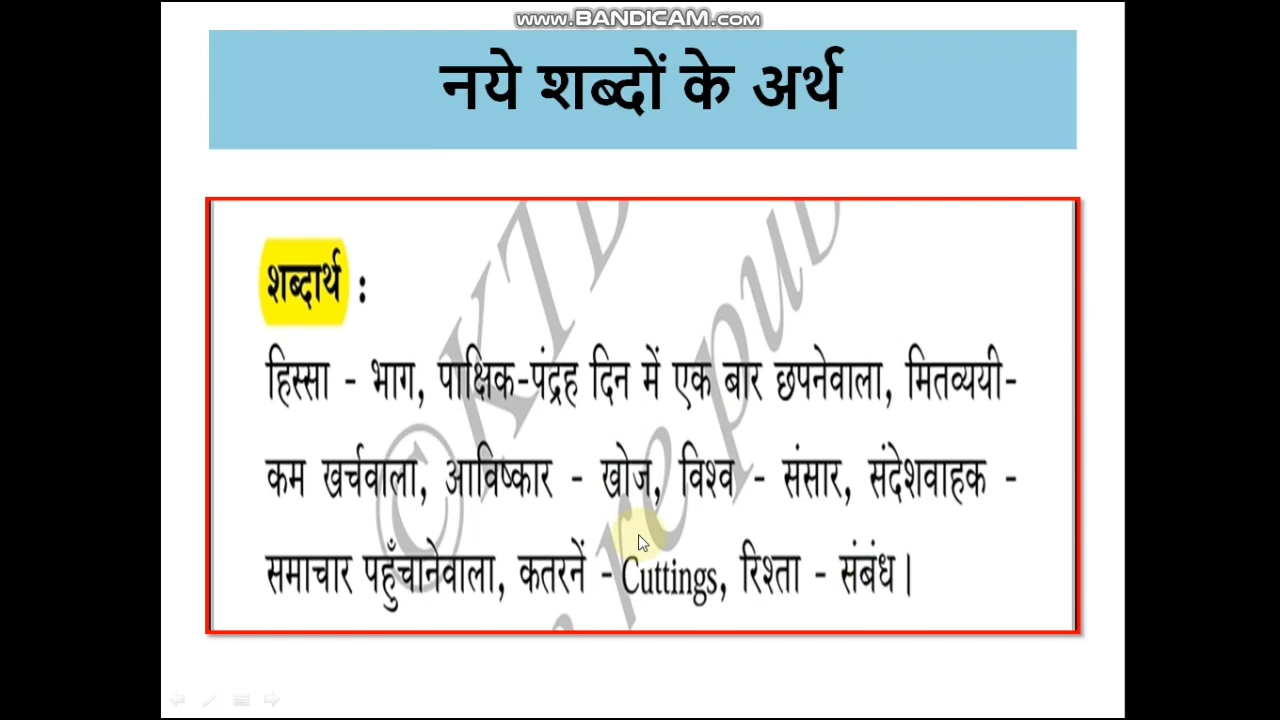 www.BANDICAM.com
नये शब्दों के अर्थ
शब्दार्थ :
हिस्सा - भाग, पाक्षिक-पंद्रह दिन में एक बार छपनेवाला, मितव्ययी-
कम खर्चवाला, आविष्कार - खोज, विश्व - संसार, संदेशवाहक -
समाचार पहुँचानेवाला, कतरनें - Cuttings, रिश्ता - संबंध।